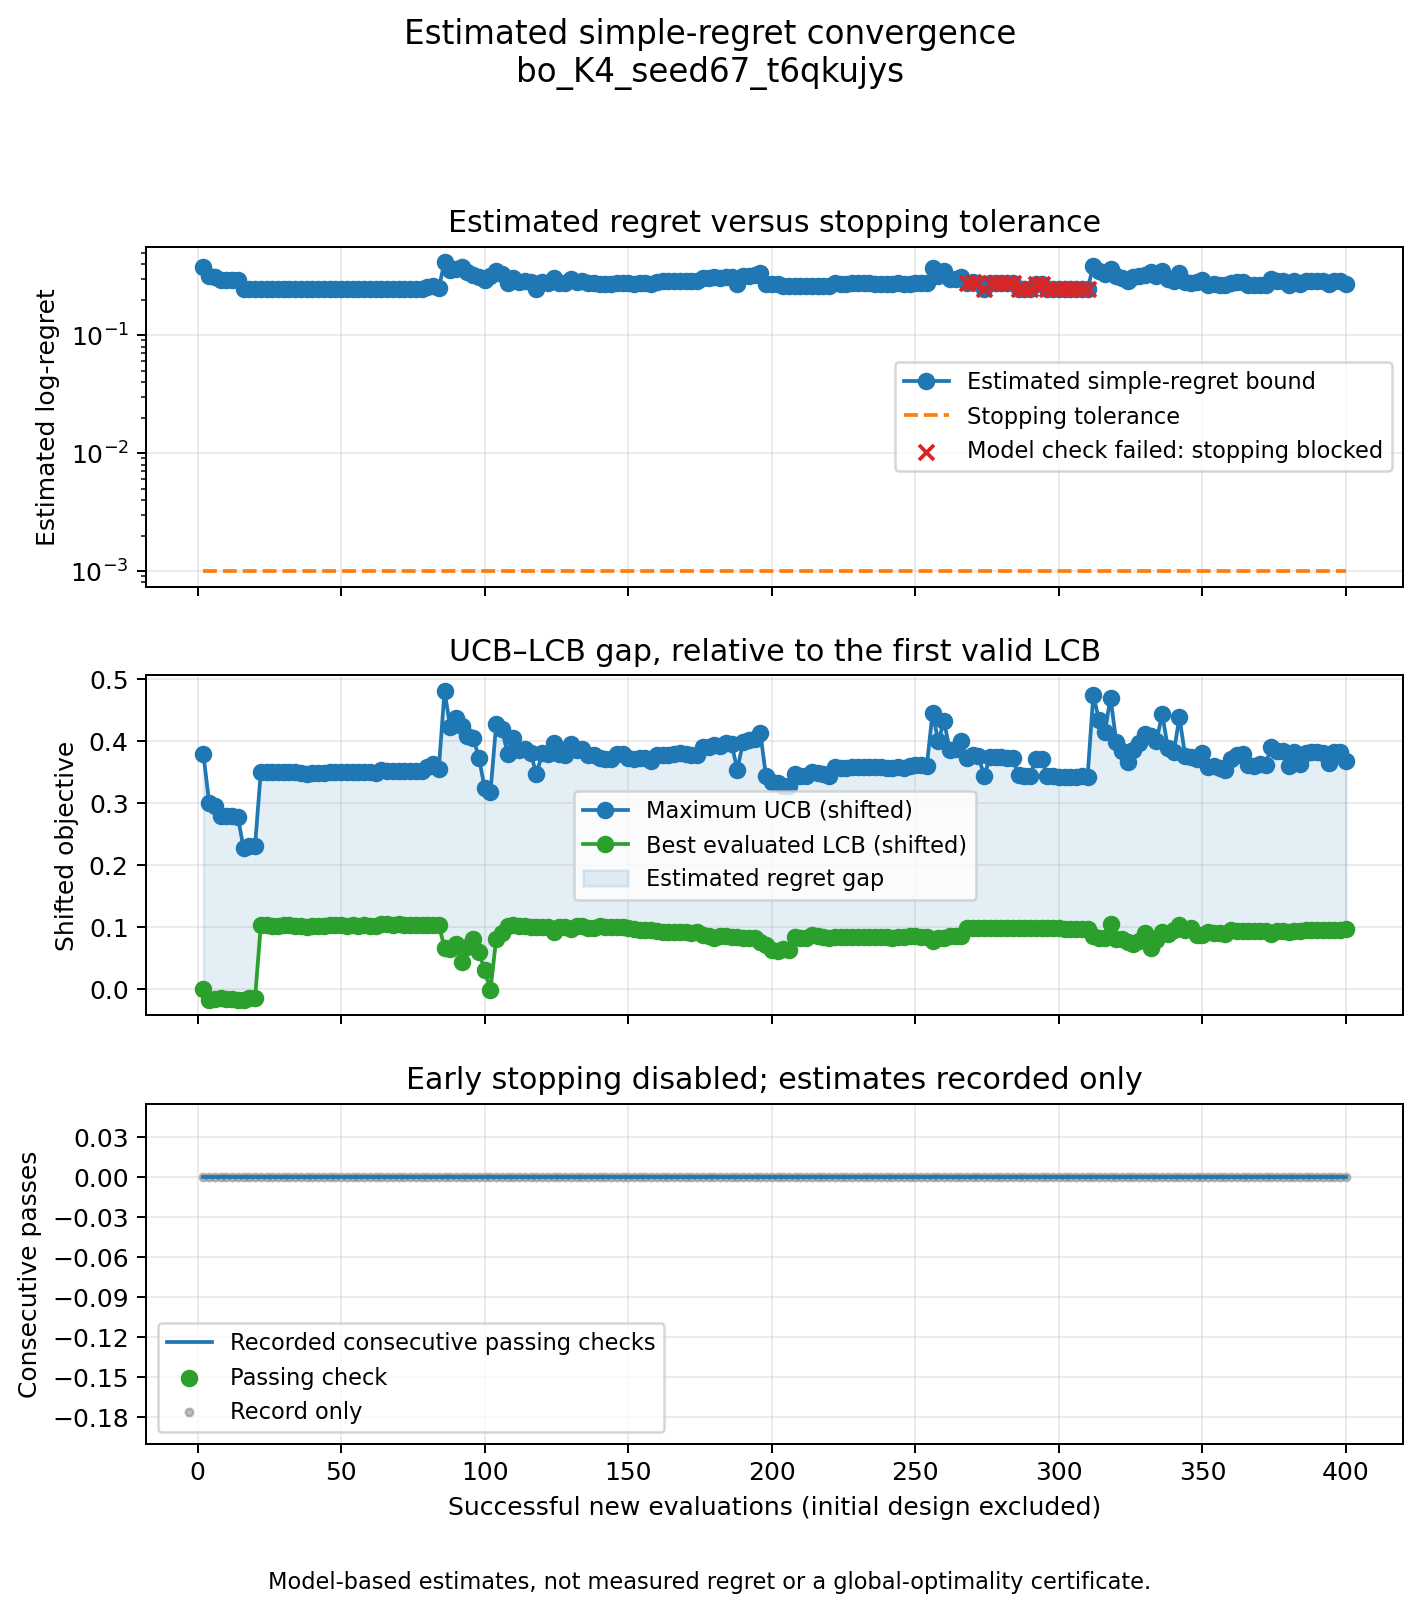 Estimated simple-regret convergence
bo_K4_seed67_t6qkujys
Estimated regret versus stopping tolerance
Estimated log-regret
10⁻¹
10⁻²
10⁻³
Estimated simple-regret bound
Stopping tolerance
Model check failed: stopping blocked
UCB–LCB gap, relative to the first valid LCB
Shifted objective
0.5
0.4
0.3
0.2
0.1
0.0
Maximum UCB (shifted)
Best evaluated LCB (shifted)
Estimated regret gap
Early stopping disabled; estimates recorded only
Consecutive passes
0.03
0.00
−0.03
−0.06
−0.09
−0.12
−0.15
−0.18
Recorded consecutive passing checks
Passing check
Record only
0 50 100 150 200 250 300 350 400
Successful new evaluations (initial design excluded)
Model-based estimates, not measured regret or a global-optimality certificate.